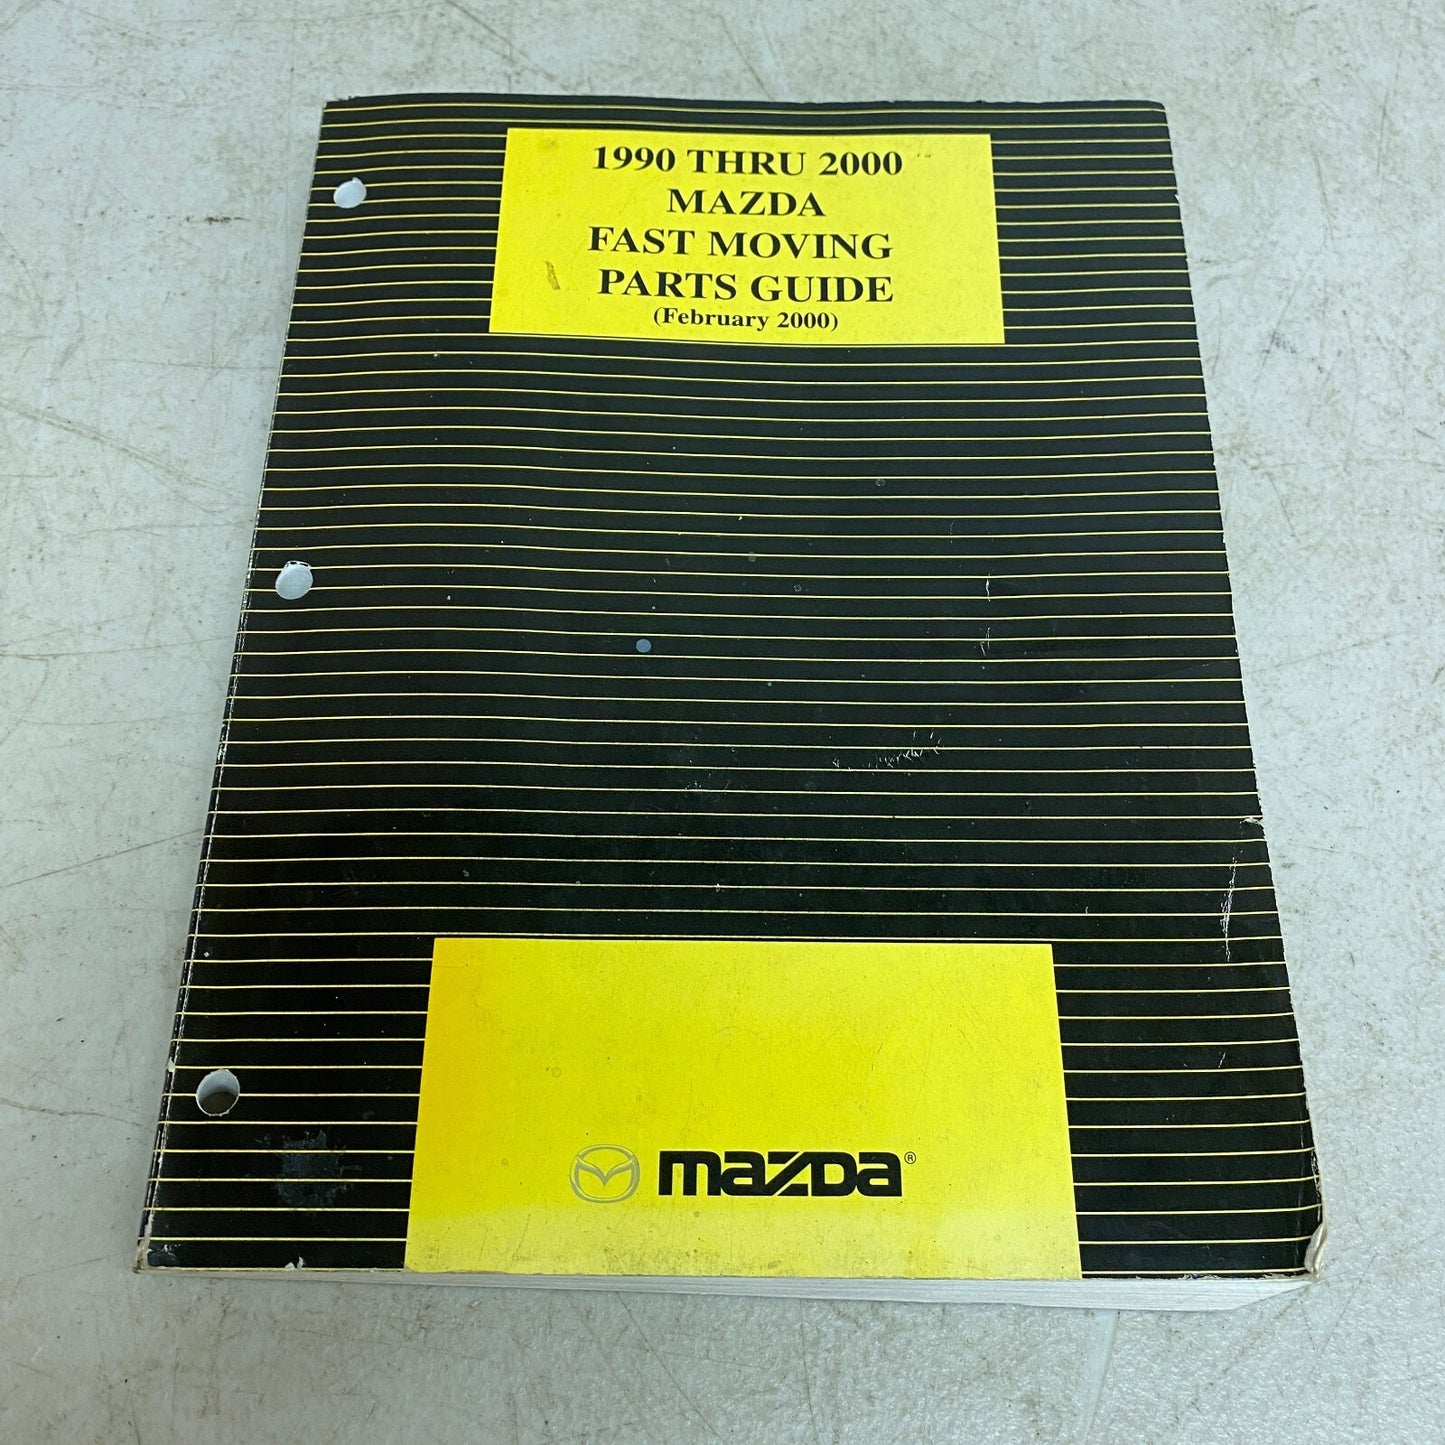 1990 THRU 2000
MAZDA
FAST MOVING
PARTS GUIDE
(February 2000)
mazda®